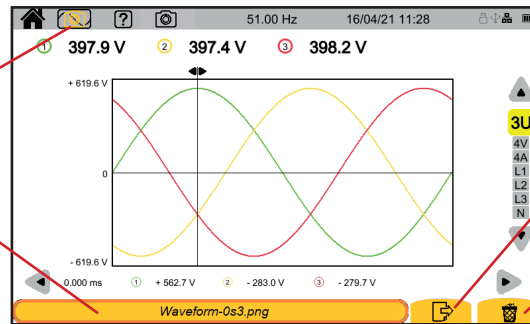 ? 51.00 Hz 16/04/21 11:28
1 397.9 V 2 397.4 V 3 398.2 V
+ 619.6 V
0
- 619.6 V
3U
4V
4A
L1
L2
L3
N
0.000 ms 1 + 562.7 V 2 - 283.0 V 3 - 279.7 V
Waveform-0s3.png